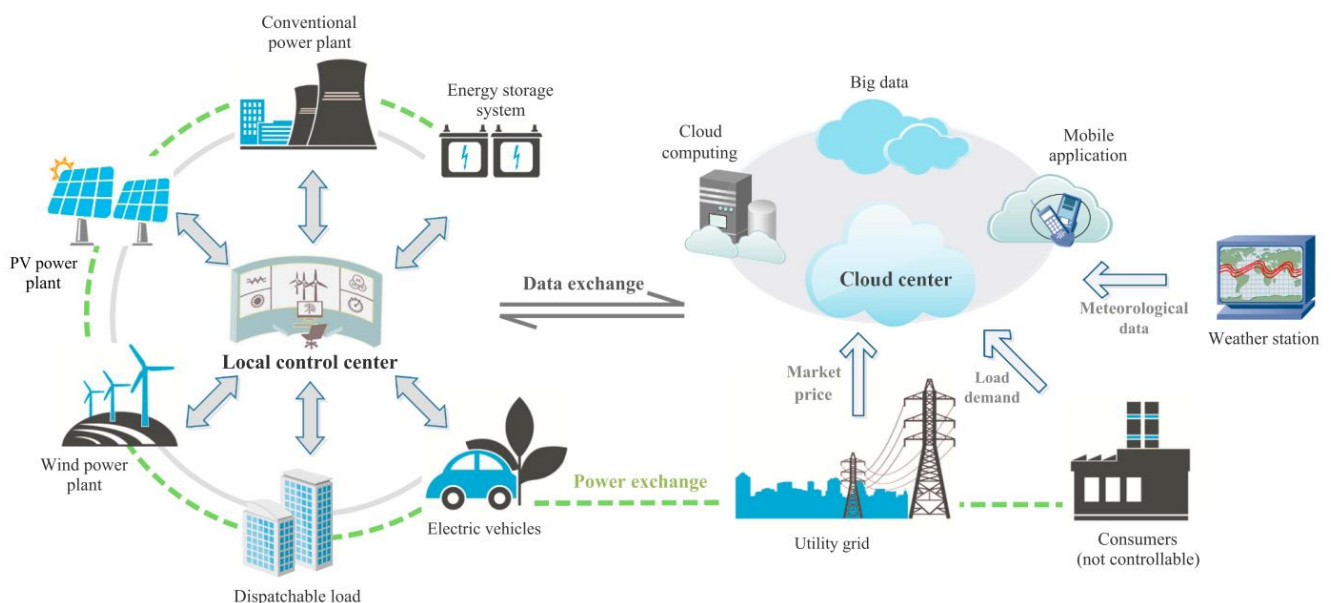 Conventional
power plant
Energy storage
system
Big data
Cloud
computing
Mobile
application
PV power
plant
Data exchange
Cloud center
Meteorological
data
Weather station
Local control center
Market
price
Load
demand
Wind power
plant
Power exchange
Electric vehicles
Utility grid
Consumers
(not controllable)
Dispatchable load